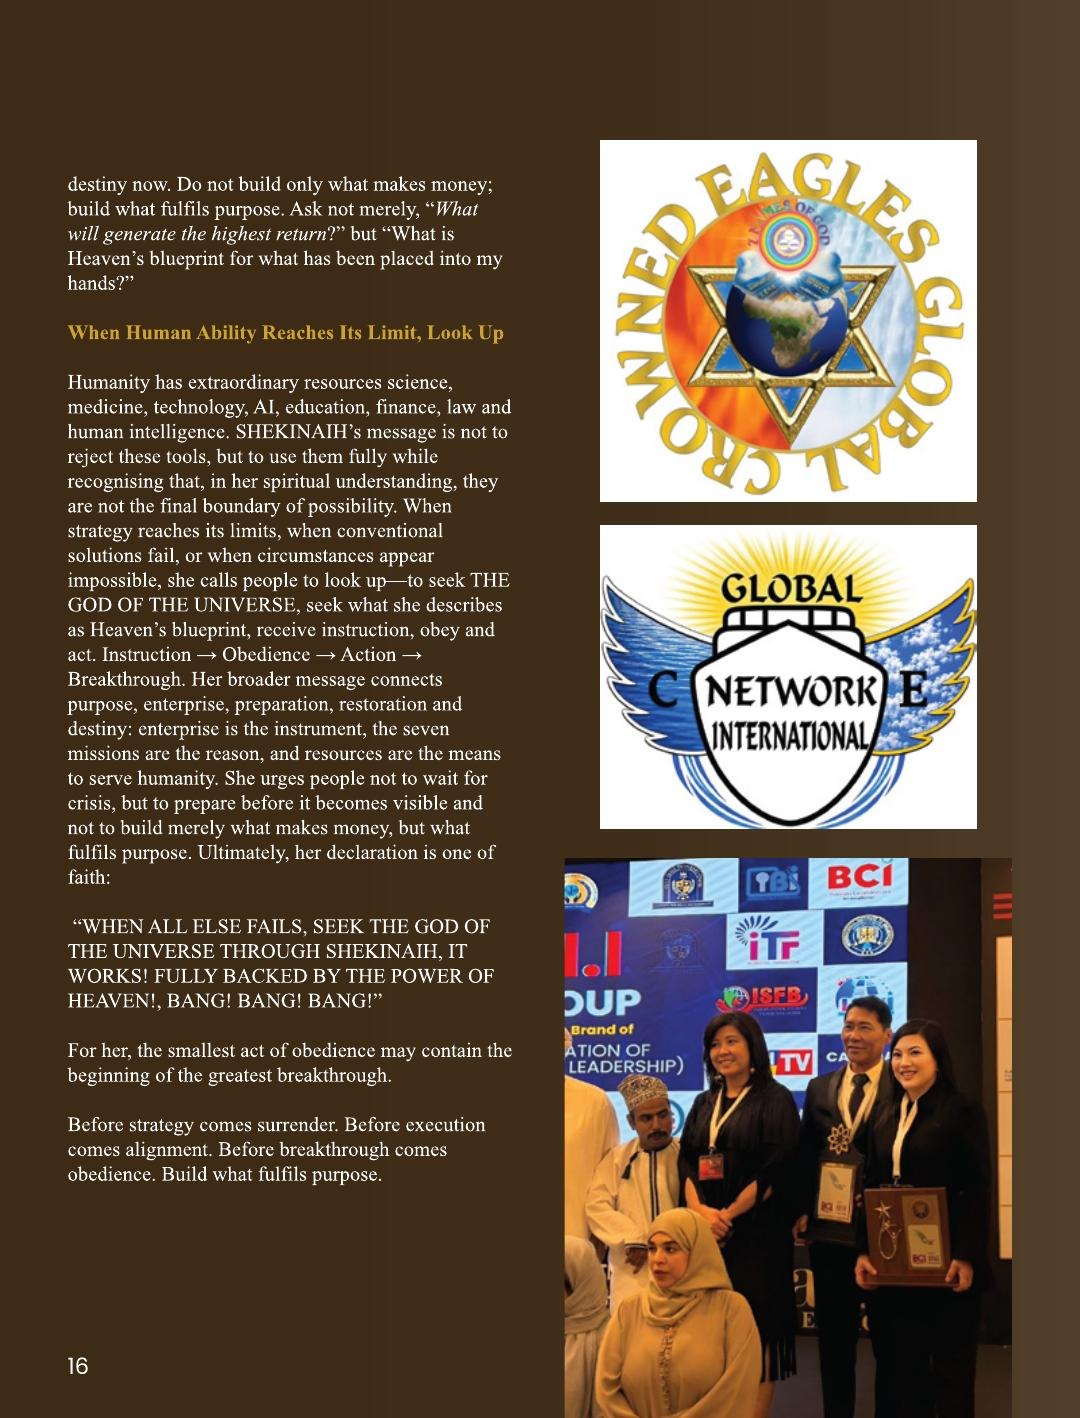 destiny now. Do not build only what makes money;
build what fulfils purpose. Ask not merely, “What
will generate the highest return?” but “What is
Heaven’s blueprint for what has been placed into my
hands?”
When Human Ability Reaches Its Limit, Look Up
Humanity has extraordinary resources science,
medicine, technology, AI, education, finance, law and
human intelligence. SHEKINAIH’s message is not to
reject these tools, but to use them fully while
recognising that, in her spiritual understanding, they
are not the final boundary of possibility. When
strategy reaches its limits, when conventional
solutions fail, or when circumstances appear
impossible, she calls people to look up—to seek THE
GOD OF THE UNIVERSE, seek what she describes
as Heaven’s blueprint, receive instruction, obey and
act. Instruction → Obedience → Action →
Breakthrough. Her broader message connects
purpose, enterprise, preparation, restoration and
destiny: enterprise is the instrument, the seven
missions are the reason, and resources are the means
to serve humanity. She urges people not to wait for
crisis, but to prepare before it becomes visible and
not to build merely what makes money, but what
fulfils purpose. Ultimately, her declaration is one of
faith:
“WHEN ALL ELSE FAILS, SEEK THE GOD OF
THE UNIVERSE THROUGH SHEKINAIH, IT
WORKS! FULLY BACKED BY THE POWER OF
HEAVEN!, BANG! BANG! BANG!”
For her, the smallest act of obedience may contain the
beginning of the greatest breakthrough.
Before strategy comes surrender. Before execution
comes alignment. Before breakthrough comes
obedience. Build what fulfils purpose.
16
CROWNED EAGLES GLOBAL
7 NAMES OF GOD
GLOBAL
C NETWORK E
INTERNATIONAL
iBi
BCI
iTF
I.I
OUP
ISFB
Brand of
ATION OF
LEADERSHIP)
TV
CA
BCI
BCI